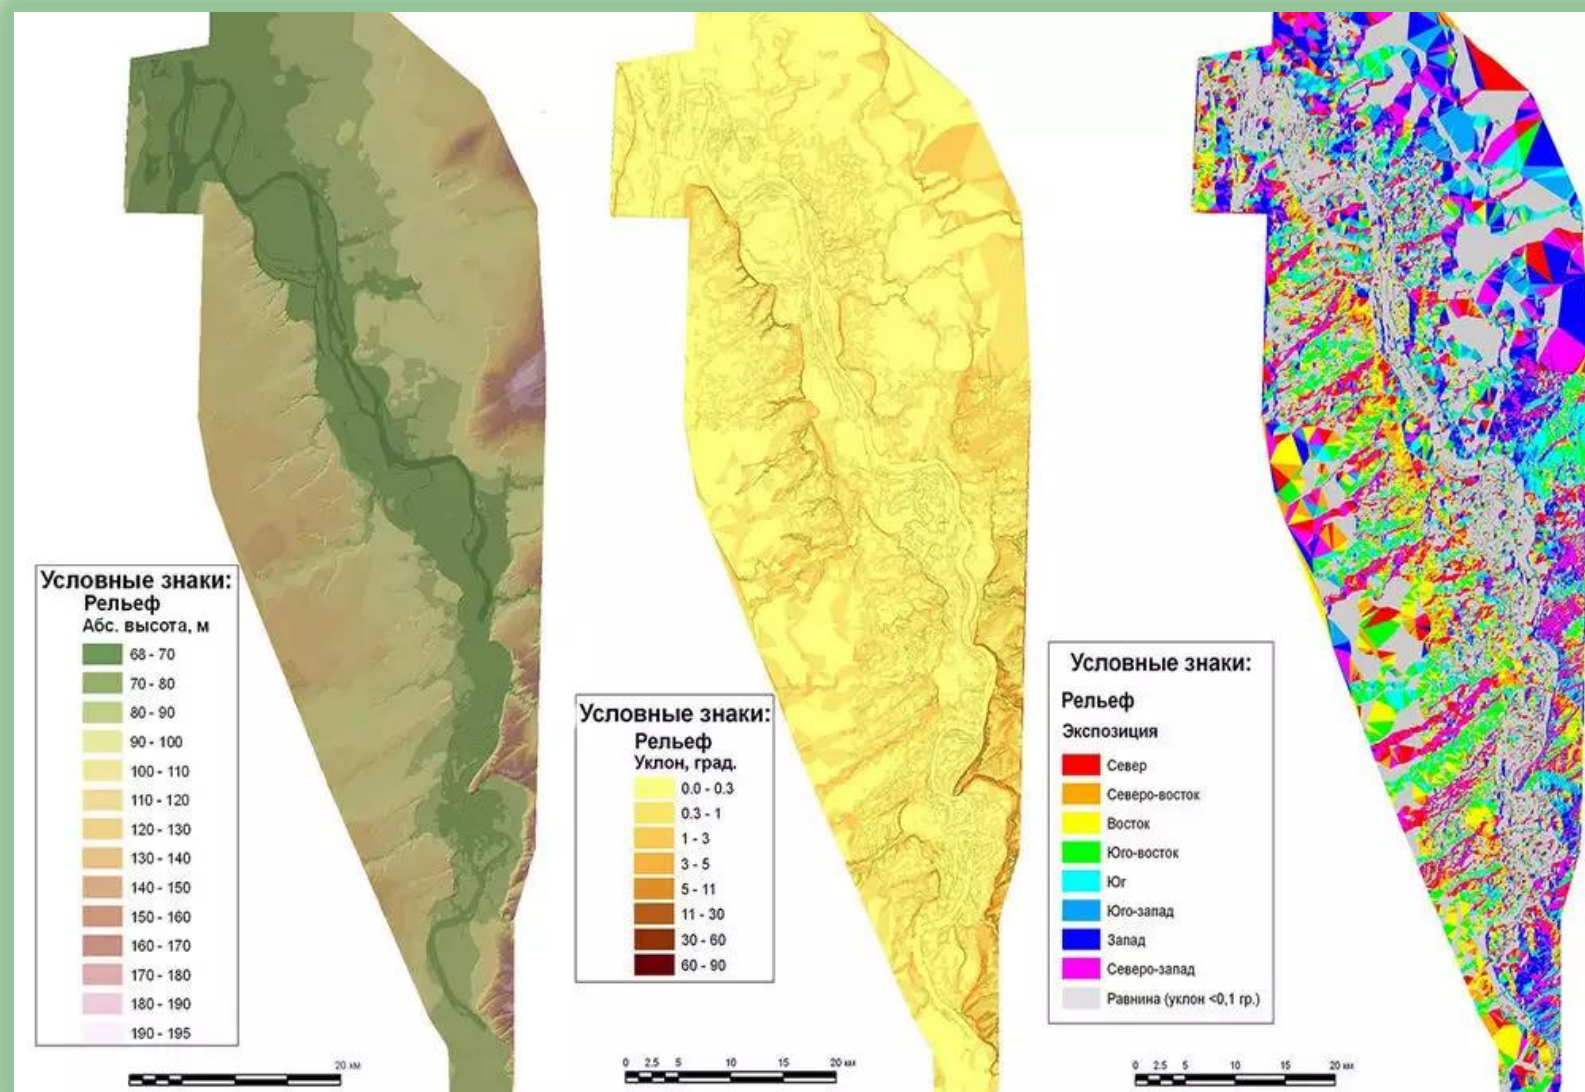 Условные знаки:
Рельеф
Абс. высота, м
68 - 70
70 - 80
80 - 90
90 - 100
100 - 110
110 - 120
120 - 130
130 - 140
140 - 150
150 - 160
160 - 170
170 - 180
180 - 190
190 - 195
20 км
Условные знаки:
Рельеф
Уклон, град.
0.0 - 0.3
0.3 - 1
1 - 3
3 - 5
5 - 11
11 - 30
30 - 60
60 - 90
0 2.5 5 10 15 20 км
Условные знаки:
Рельеф
Экспозиция
Север
Северо-восток
Восток
Юго-восток
Юг
Юго-запад
Запад
Северо-запад
Равнина (уклон <0,1 гр.)
0 2.5 5 10 15 20 км